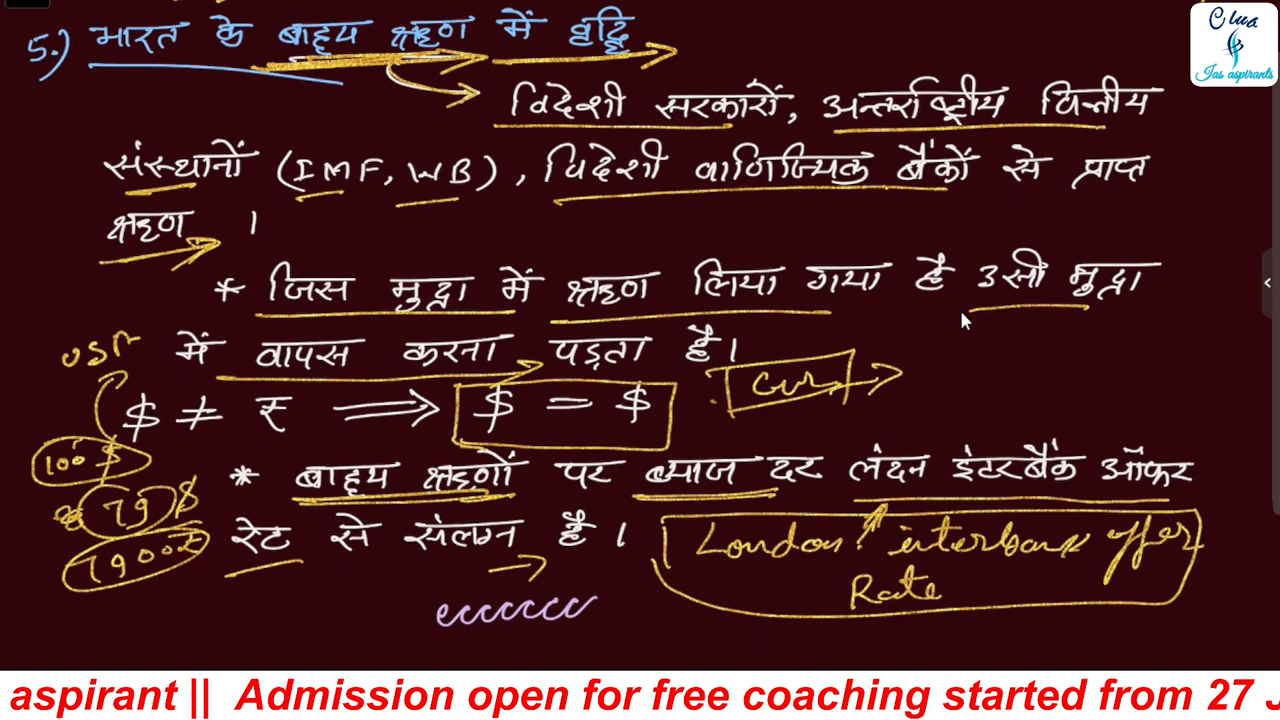 5.) भारत के बाह्य ऋण में वृद्धि
विदेशी सरकारों, अन्तर्राष्ट्रीय वित्तीय
संस्थानों (IMF, WB), विदेशी वाणिज्यिक बैंकों से प्राप्त
ऋण ।
* जिस मुद्रा में ऋण लिया गया है उसी मुद्रा
में वापस करना पड़ता है।
$ ≠ ₹ ⟹ $ = $
100 $
79
7900₹
* बाह्य ऋणों पर ब्याज दर लंदन इंटरबैंक ऑफर
रेट से संलग्न है ।
London interbank offer
Rate
Ias aspirants
aspirant || Admission open for free coaching started from 27 J